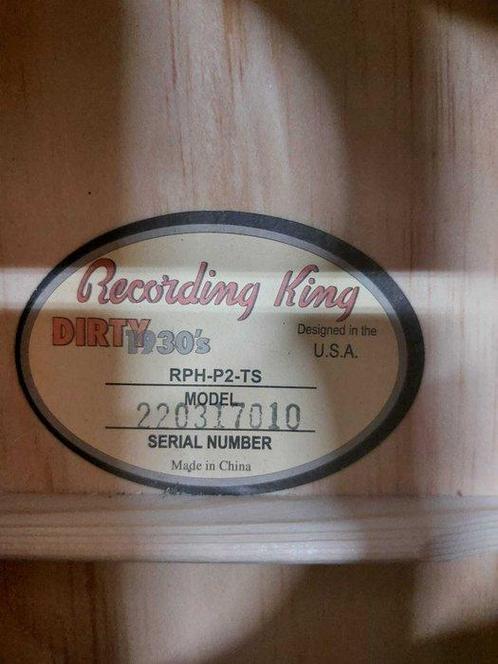 Recording King
DIRTY 1930's
Designed in the
U.S.A.
RPH-P2-TS
MODEL
220317010
SERIAL NUMBER
Made in China